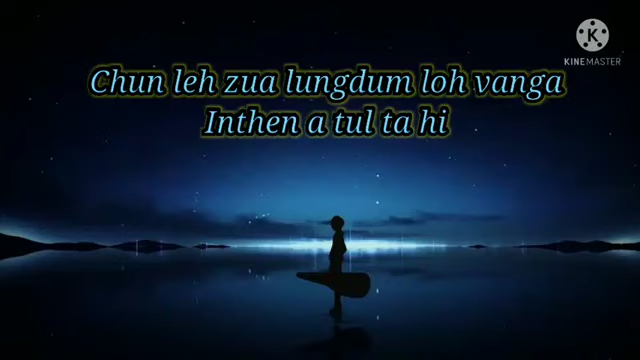 K
KINEMASTER
Chun leh zua lungdum loh vanga
Inthen a tul ta hi